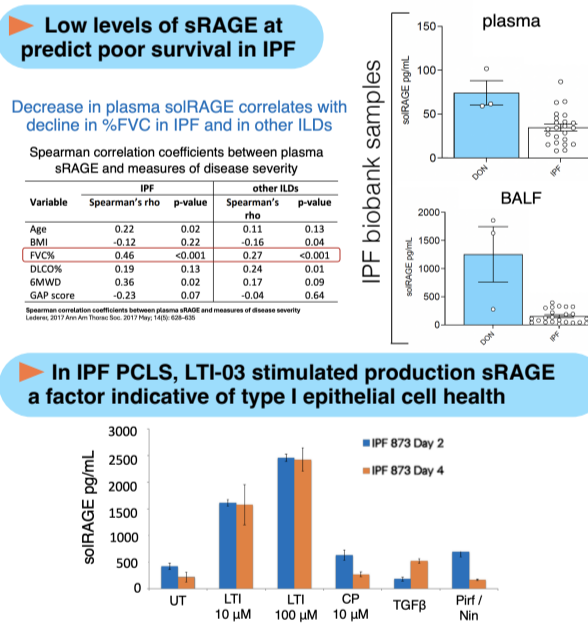 Low levels of sRAGE at
predict poor survival in IPF
Decrease in plasma solRAGE correlates with
decline in %FVC in IPF and in other ILDs
Spearman correlation coefficients between plasma
sRAGE and measures of disease severity
IPF other ILDs
Variable Spearman's rho p-value Spearman's rho p-value
Age 0.22 0.02 0.11 0.13
BMI -0.12 0.22 -0.16 0.04
FVC% 0.46 <0.001 0.27 <0.001
DLCO% 0.19 0.13 0.24 0.01
6MWD 0.36 0.02 0.17 0.09
GAP score -0.23 0.07 -0.04 0.64
Spearman correlation coefficients between plasma sRAGE and measures of disease severity
Lederer, 2017 Ann Am Thorac Soc. 2017 May; 14(5): 628–635
IPF biobank samples
plasma
solRAGE pg/mL
150
100
50
0
DON IPF
BALF
solRAGE pg/mL
2000
1500
1000
500
0
DON IPF
In IPF PCLS, LTI-03 stimulated production sRAGE
a factor indicative of type I epithelial cell health
solRAGE pg/mL
3000
2500
2000
1500
1000
500
0
IPF 873 Day 2
IPF 873 Day 4
UT LTI LTI CP TGFβ Pirf /
10 μM 100 μM 10 μM Nin